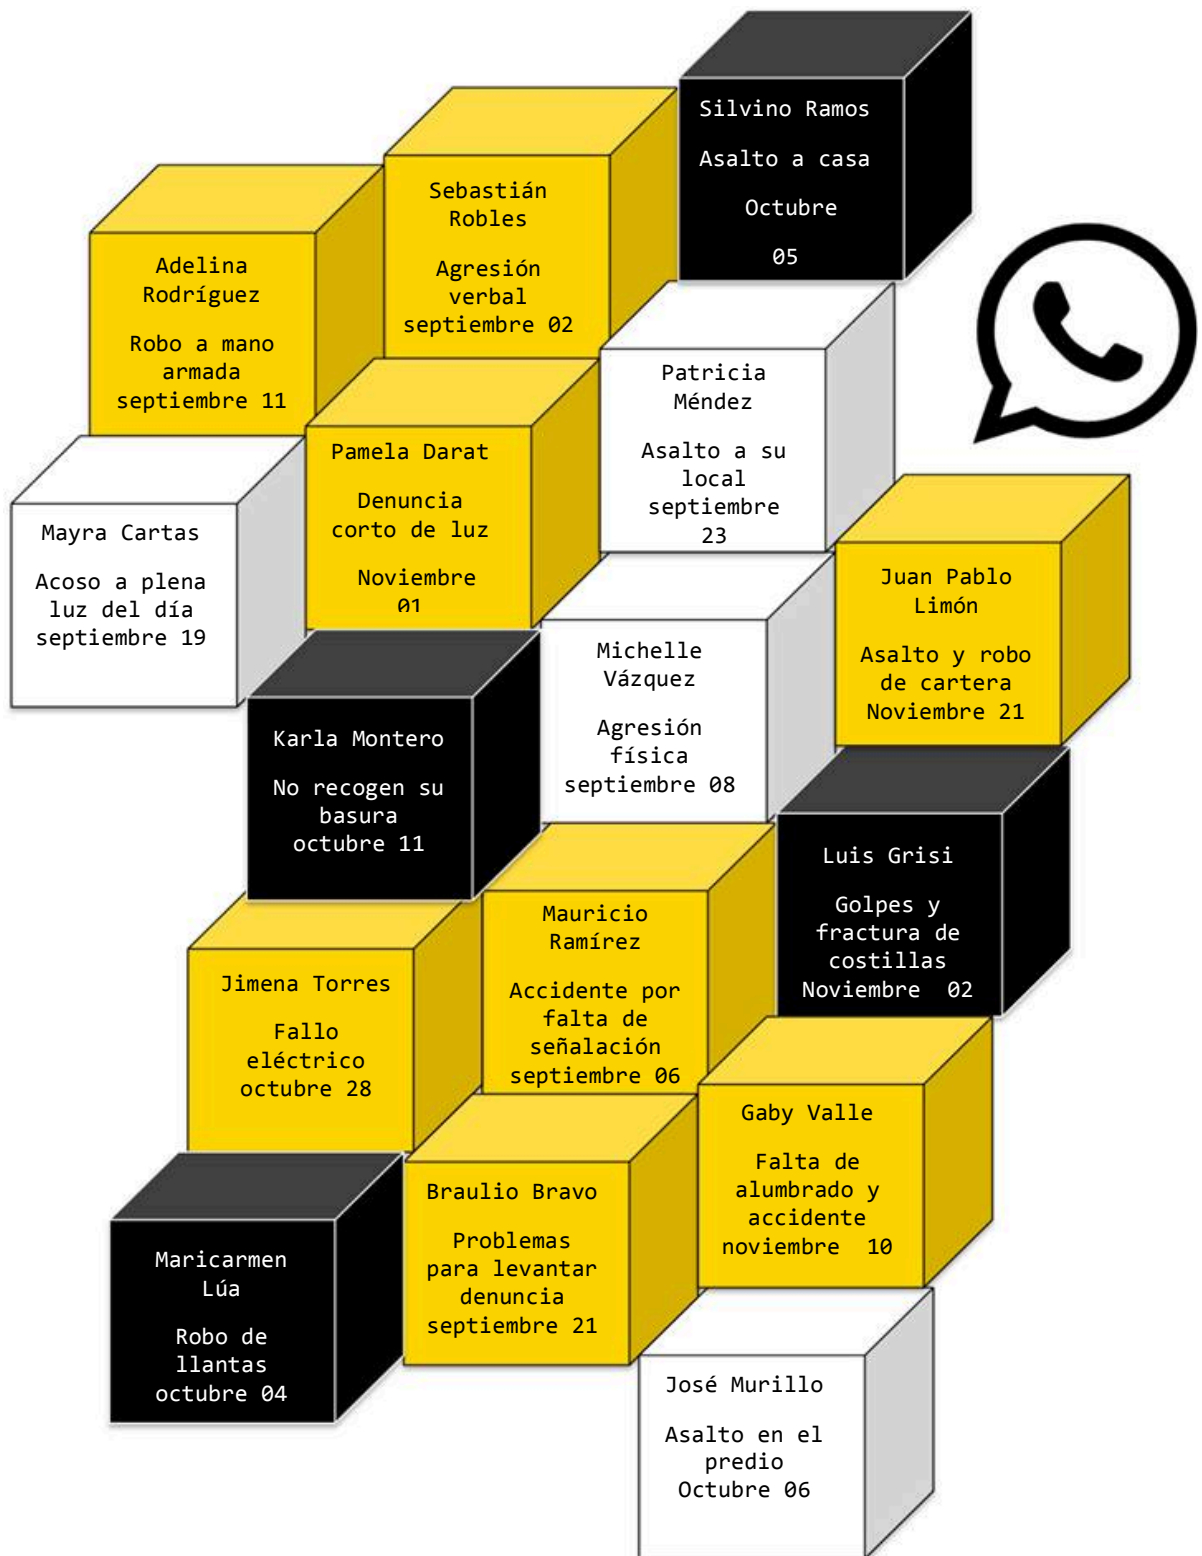 Silvino Ramos
Asalto a casa
Octubre
05
Sebastián
Robles
Agresión
verbal
septiembre 02
Adelina
Rodríguez
Robo a mano
armada
septiembre 11
Patricia
Méndez
Asalto a su
local
septiembre
23
Pamela Darat
Denuncia
corto de luz
Noviembre
01
Mayra Cartas
Acoso a plena
luz del día
septiembre 19
Juan Pablo
Limón
Asalto y robo
de cartera
Noviembre 21
Michelle
Vázquez
Agresión
física
septiembre 08
Karla Montero
No recogen su
basura
octubre 11
Luis Grisi
Golpes y
fractura de
costillas
Noviembre 02
Mauricio
Ramírez
Accidente por
falta de
señalación
septiembre 06
Jimena Torres
Fallo
eléctrico
octubre 28
Gaby Valle
Falta de
alumbrado y
accidente
noviembre 10
Braulio Bravo
Problemas
para levantar
denuncia
septiembre 21
Maricarmen
Lúa
Robo de
llantas
octubre 04
José Murillo
Asalto en el
predio
Octubre 06